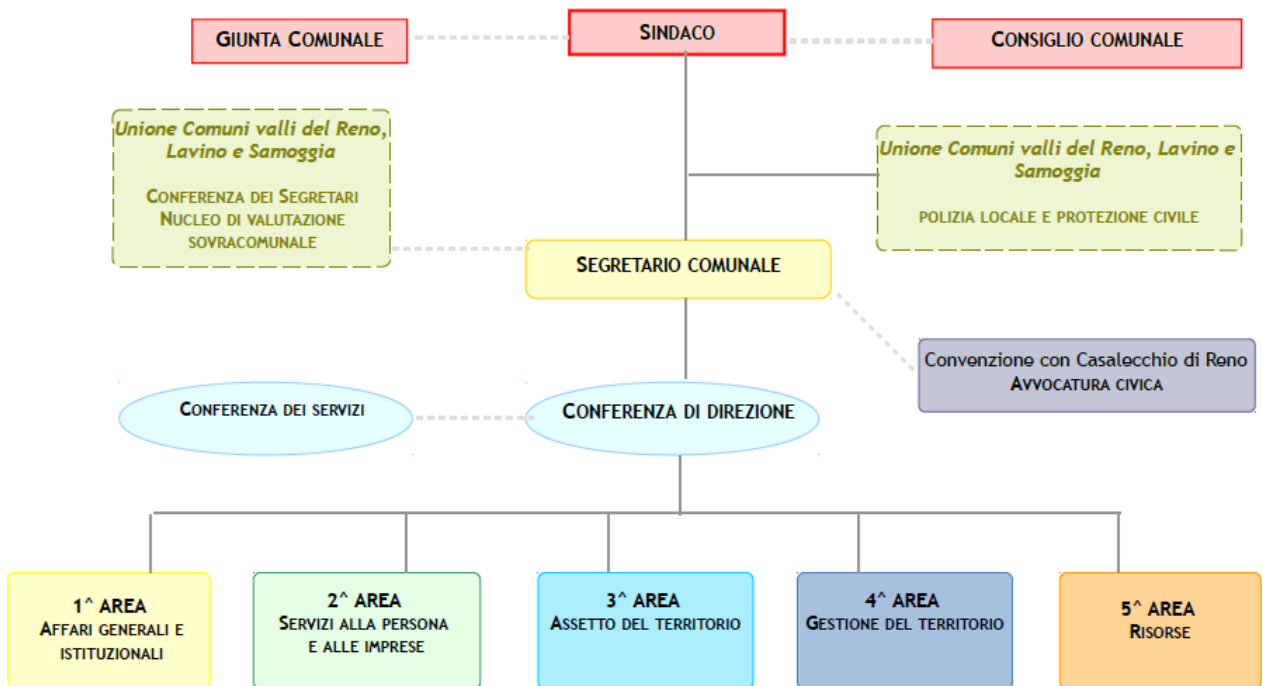 GIUNTA COMUNALE
SINDACO
CONSIGLIO COMUNALE
Unione Comuni valli del Reno,
Lavino e Samoggia
CONFERENZA DEI SEGRETARI
NUCLEO DI VALUTAZIONE
SOVRACOMUNALE
Unione Comuni valli del Reno, Lavino e
Samoggia
POLIZIA LOCALE E PROTEZIONE CIVILE
SEGRETARIO COMUNALE
Convenzione con Casalecchio di Reno
AVVOCATURA CIVICA
CONFERENZA DEI SERVIZI
CONFERENZA DI DIREZIONE
1^ AREA
AFFARI GENERALI E
ISTITUZIONALI
2^ AREA
SERVIZI ALLA PERSONA
E ALLE IMPRESE
3^ AREA
ASSETTO DEL TERRITORIO
4^ AREA
GESTIONE DEL TERRITORIO
5^ AREA
RISORSE